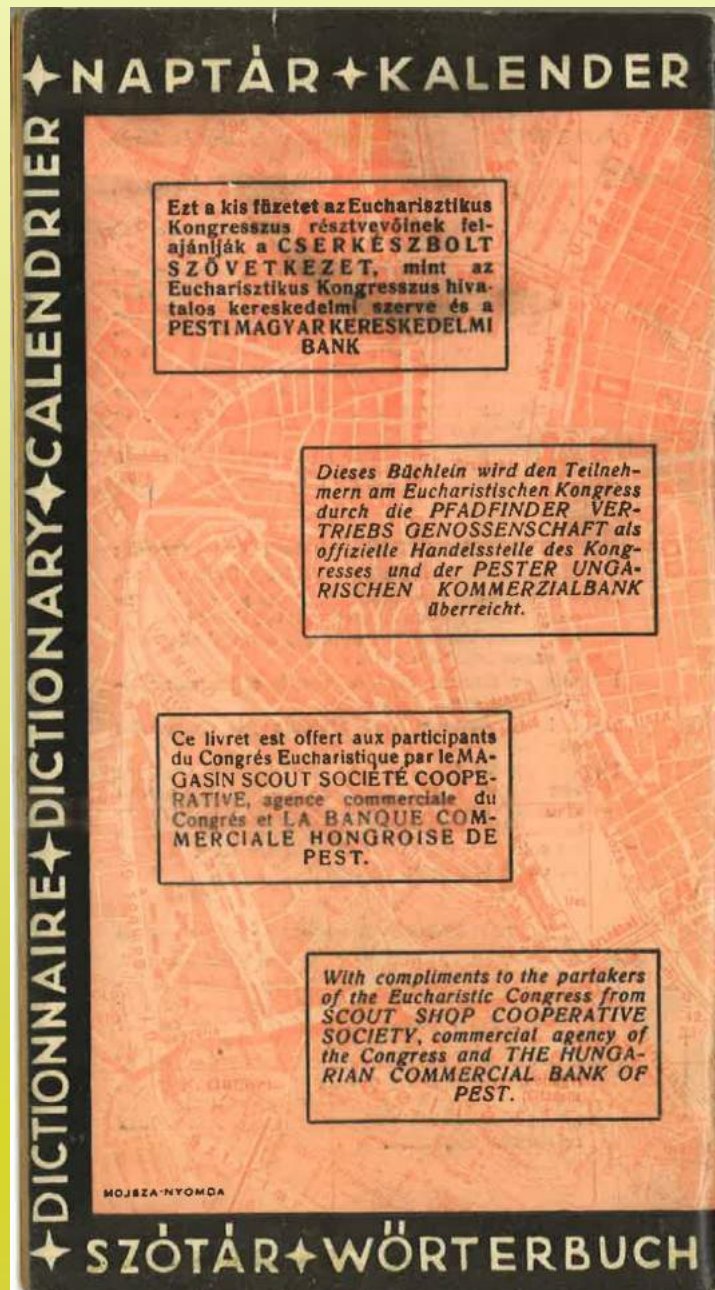 ✦NAPTÁR✦KALENDER
✦DICTIONNAIRE✦DICTIONARY✦CALENDRIER
Ezt a kis füzetet az Eucharisztikus
Kongresszus résztvevőinek fel-
ajánlják a CSERKÉSZBOLT
SZÖVETKEZET, mint az
Eucharisztikus Kongresszus hiva-
talos kereskedelmi szerve és a
PESTI MAGYAR KERESKEDELMI
BANK
Dieses Büchlein wird den Teilneh-
mern am Eucharistischen Kongress
durch die PFADFINDER VER-
TRIEBS GENOSSENSCHAFT als
offizielle Handelsstelle des Kong-
resses und der PESTER UNGA-
RISCHEN KOMMERZIALBANK
überreicht.
Ce livret est offert aux participants
du Congrés Eucharistique par le MA-
GASIN SCOUT SOCIÉTÉ COOPE-
RATIVE, agence commerciale du
Congrés et LA BANQUE COM-
MERCIALE HONGROISE DE
PEST.
With compliments to the partakers
of the Eucharistic Congress from
SCOUT SHOP COOPERATIVE
SOCIETY, commercial agency of
the Congress and THE HUNGA-
RIAN COMMERCIAL BANK OF
PEST.
MOJSZA-NYOMDA
✦SZÓTÁR✦WÖRTERBUCH